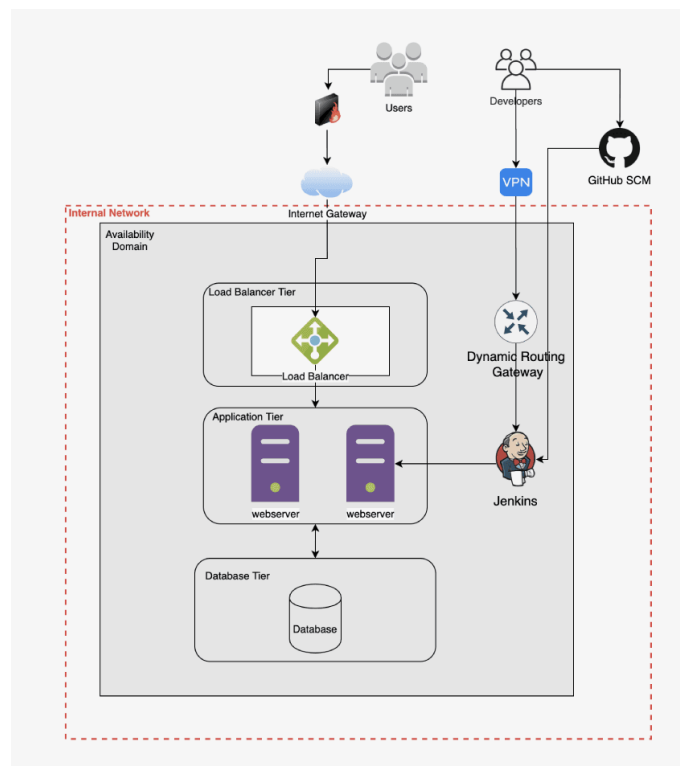 Users
Developers
GitHub SCM
VPN
Internal Network
Internet Gateway
Availability
Domain
Load Balancer Tier
Load Balancer
Dynamic Routing
Gateway
Application Tier
webserver
webserver
Jenkins
Database Tier
Database